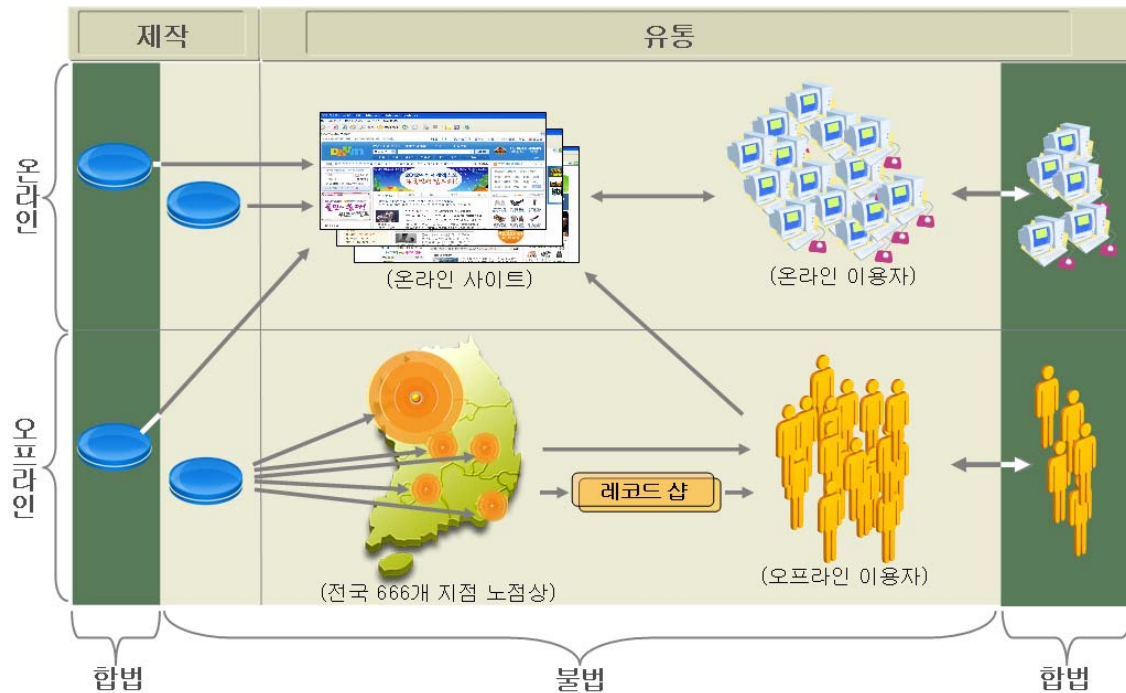 제작
유통
온라인
(온라인 사이트)
(온라인 이용자)
오프라인
레코드 샵
(전국 666개 지점 노점상)
(오프라인 이용자)
합법
불법
합법